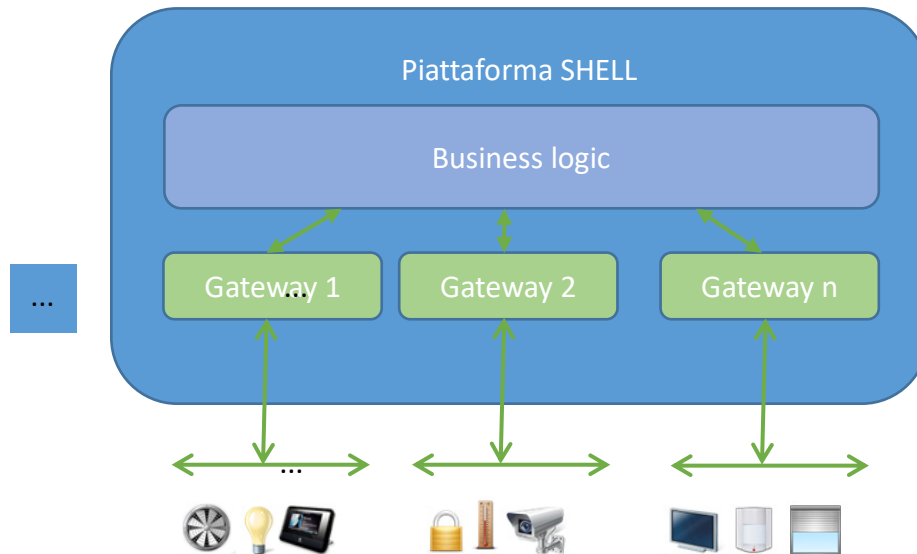 Piattaforma SHELL
Business logic
Gateway 1
...
Gateway 2
Gateway n
...
...